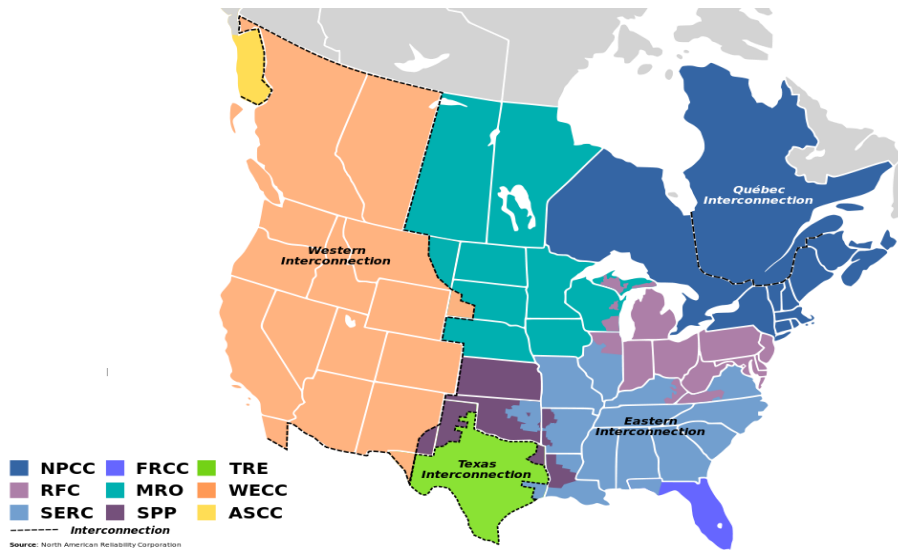 Québec
Interconnection
Western
Interconnection
Eastern
Interconnection
Texas
Interconnection
NPCC FRCC TRE
RFC MRO WECC
SERC SPP ASCC
Interconnection
Source: North American Reliability Corporation